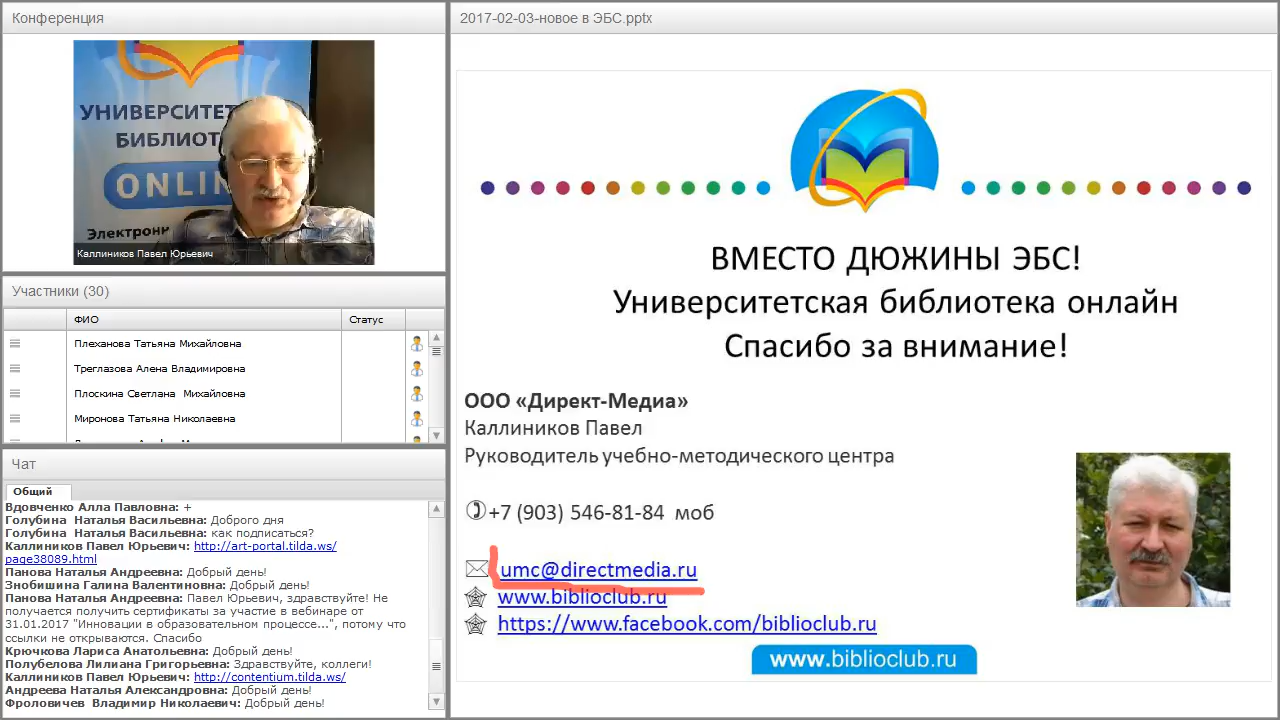 Конференция
УНИВЕРСИТЕТ
БИБЛИОТ
ONLIN
Электронн
Каллиников Павел Юрьевич
Участники (30)
ФИО Статус
Плеханова Татьяна Михайловна
Треглазова Алена Владимировна
Плоскина Светлана Михайловна
Миронова Татьяна Николаевна
Чат
Общий
Вдовченко Алла Павловна: +
Голубина Наталья Васильевна: Доброго дня
Голубина Наталья Васильевна: как подписаться?
Каллиников Павел Юрьевич: http://art-portal.tilda.ws/
page38089.html
Панова Наталья Андреевна: Добрый день!
Знобишина Галина Валентиновна: Добрый день!
Панова Наталья Андреевна: Павел Юрьевич, здравствуйте! Не
получается получить сертификаты за участие в вебинаре от
31.01.2017 "Инновации в образовательном процессе...", потому что
ссылки не открываются. Спасибо
Крючкова Лариса Анатольевна: Добрый день!
Полубелова Лилиана Григорьевна: Здравствуйте, коллеги!
Каллиников Павел Юрьевич: http://contentium.tilda.ws/
Андреева Наталья Александровна: Добрый день!
Фроловичев Владимир Николаевич: Добрый день!
2017-02-03-новое в ЭБС.pptx
ВМЕСТО ДЮЖИНЫ ЭБС!
Университетская библиотека онлайн
Спасибо за внимание!
ООО «Директ-Медиа»
Каллиников Павел
Руководитель учебно-методического центра
+7 (903) 546-81-84 моб
umc@directmedia.ru
www.biblioclub.ru
https://www.facebook.com/biblioclub.ru
www.biblioclub.ru